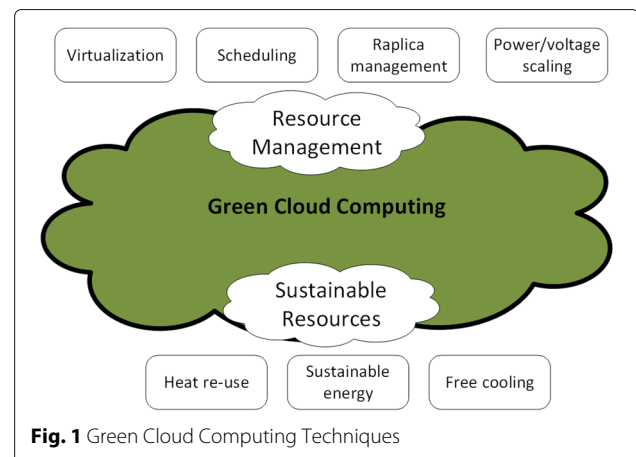 Virtualization
Scheduling
Raplica
management
Power/voltage
scaling
Resource
Management
Green Cloud Computing
Sustainable
Resources
Heat re-use
Sustainable
energy
Free cooling
Fig. 1 Green Cloud Computing Techniques